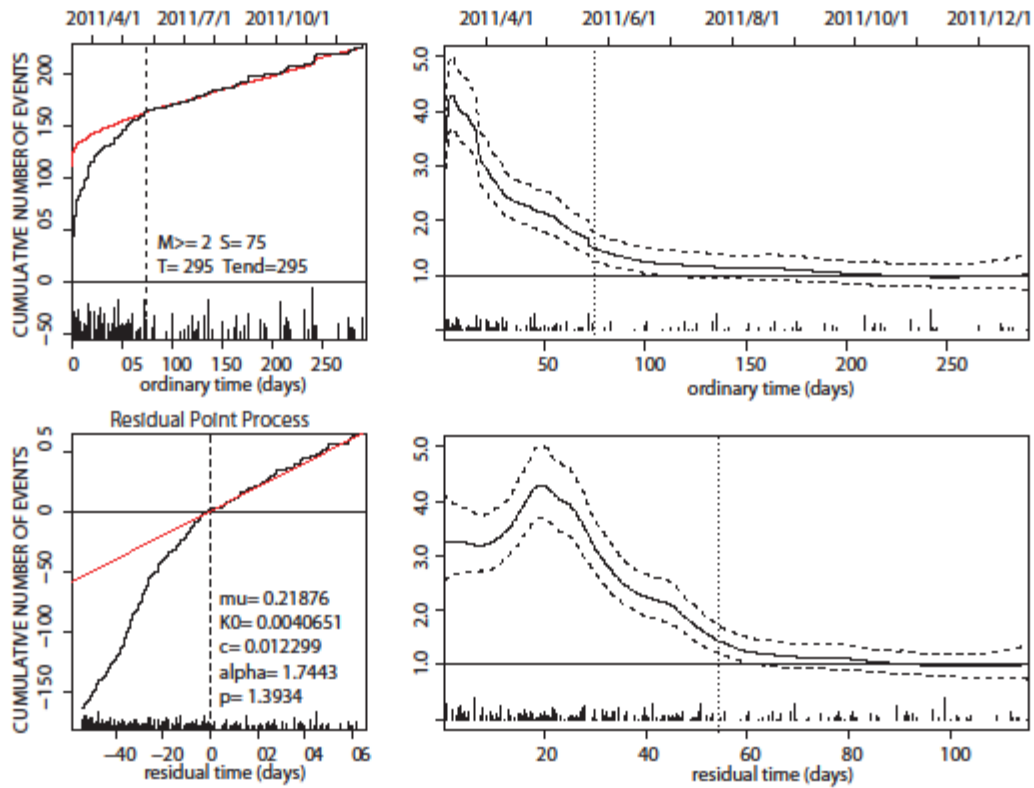 2011/4/1 2011/7/1 2011/10/1
CUMULATIVE NUMBER OF EVENTS
200
150
100
05
0
−50
M>= 2 S= 75
T= 295 Tend=295
0 05 100 150 200 250
ordinary time (days)
2011/4/1 2011/6/1 2011/8/1 2011/10/1 2011/12/1
5.0
4.0
3.0
2.0
1.0
50 100 150 200 250
ordinary time (days)
Residual Point Process
CUMULATIVE NUMBER OF EVENTS
05
0
−50
−100
−150
mu= 0.21876
K0= 0.0040651
c= 0.012299
alpha= 1.7443
p= 1.3934
−40 −20 0 02 04 06
residual time (days)
5.0
4.0
3.0
2.0
1.0
20 40 60 80 100
residual time (days)